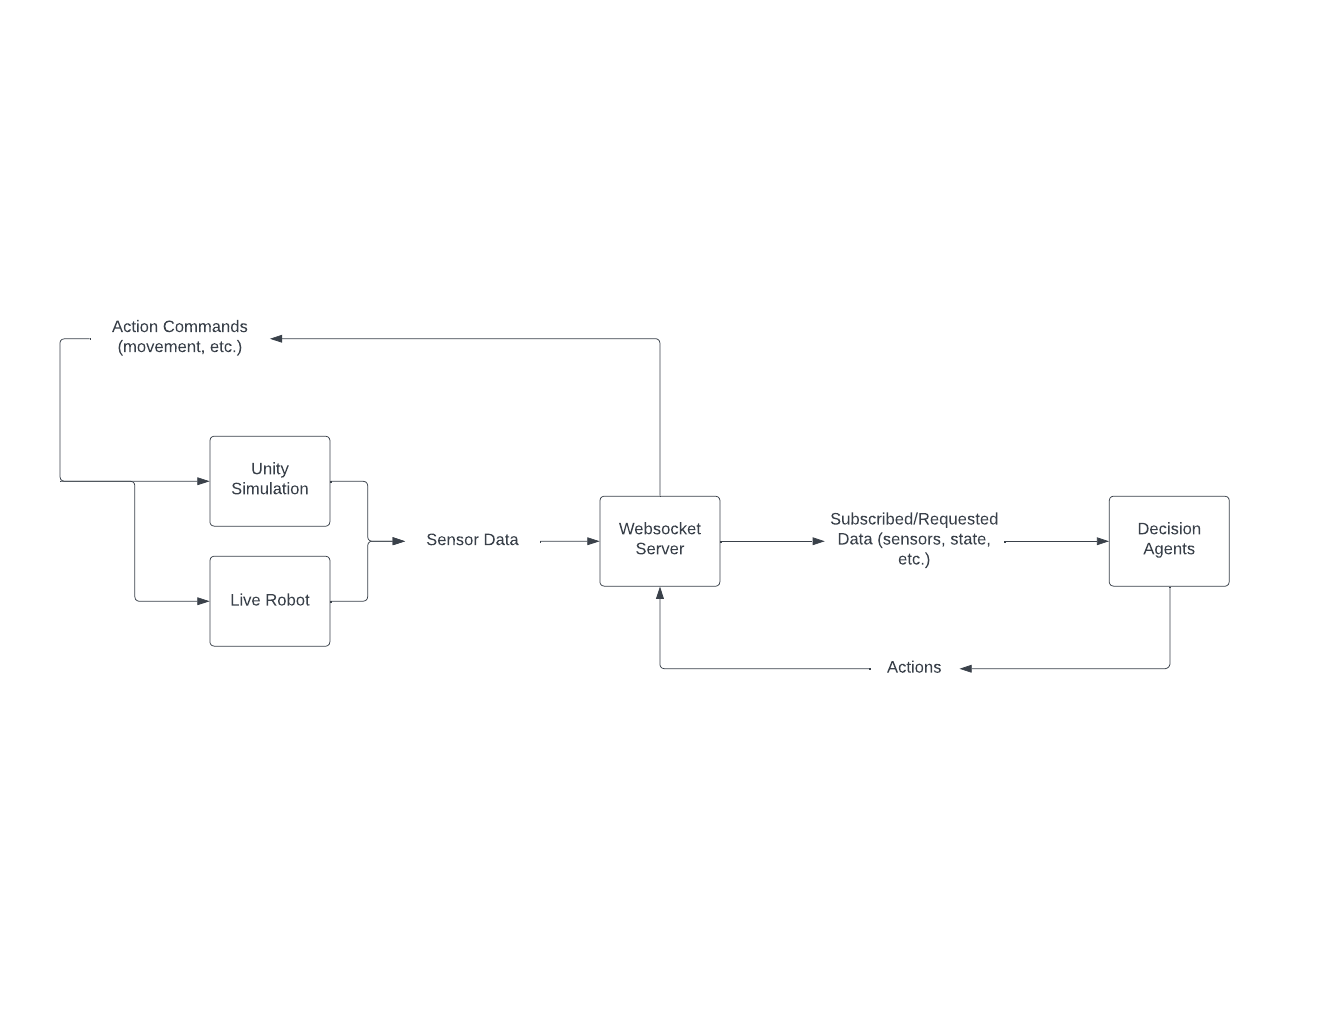 Action Commands
(movement, etc.)
Unity
Simulation
Live Robot
Sensor Data
Websocket
Server
Subscribed/Requested
Data (sensors, state,
etc.)
Decision
Agents
Actions